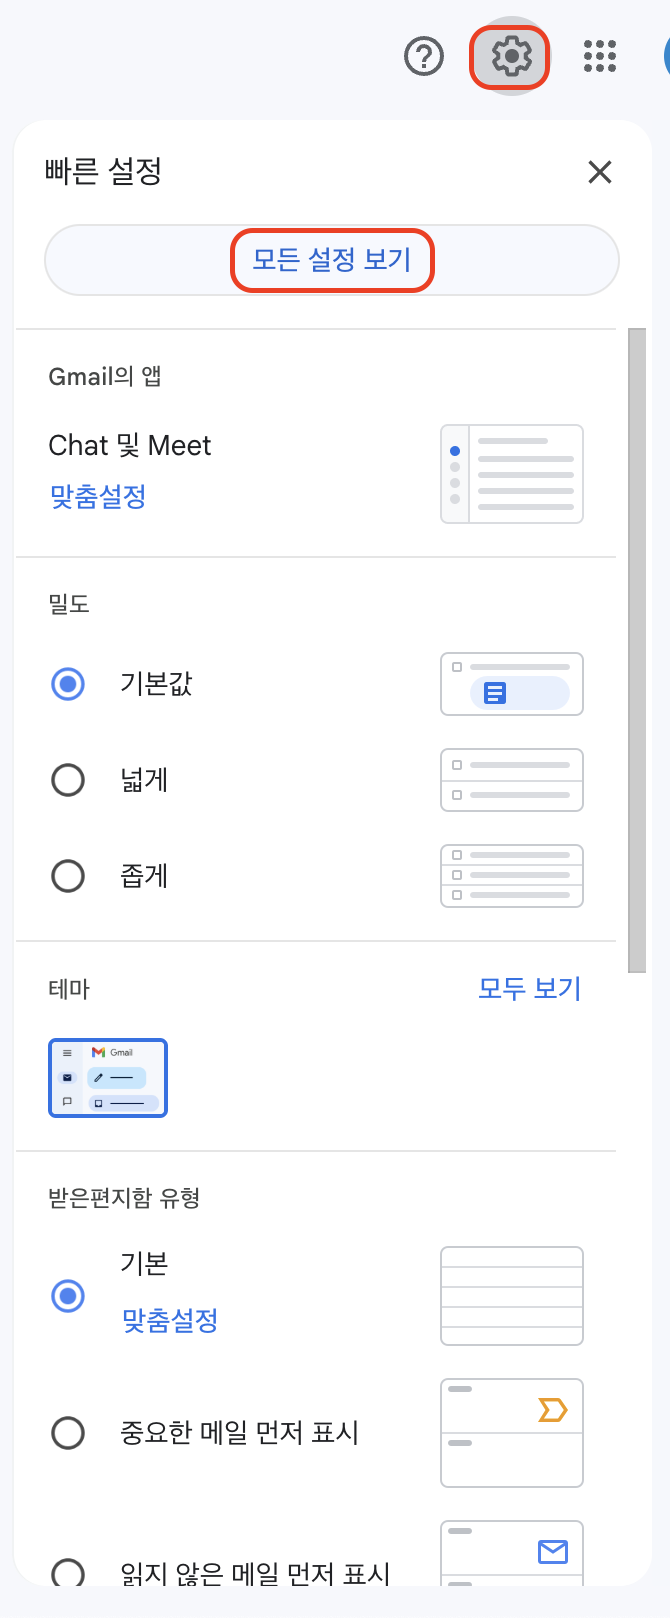 빠른 설정
모든 설정 보기
Gmail의 앱
Chat 및 Meet
맞춤설정
밀도
기본값
넓게
좁게
테마
모두 보기
Gmail
받은편지함 유형
기본
맞춤설정
중요한 메일 먼저 표시
읽지 않은 메일 먼저 표시